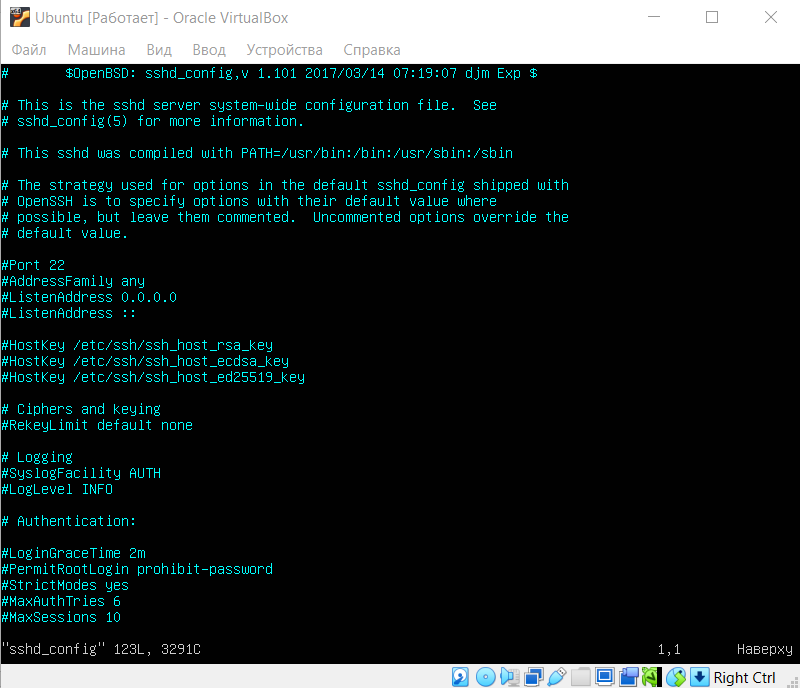 Ubuntu [Работает] - Oracle VirtualBox
Файл Машина Вид Ввод Устройства Справка
# $OpenBSD: sshd_config,v 1.101 2017/03/14 07:19:07 djm Exp $
# This is the sshd server system-wide configuration file.  See
# sshd_config(5) for more information.
# This sshd was compiled with PATH=/usr/bin:/bin:/usr/sbin:/sbin
# The strategy used for options in the default sshd_config shipped with
# OpenSSH is to specify options with their default value where
# possible, but leave them commented.  Uncommented options override the
# default value.
#Port 22
#AddressFamily any
#ListenAddress 0.0.0.0
#ListenAddress ::
#HostKey /etc/ssh/ssh_host_rsa_key
#HostKey /etc/ssh/ssh_host_ecdsa_key
#HostKey /etc/ssh/ssh_host_ed25519_key
# Ciphers and keying
#RekeyLimit default none
# Logging
#SyslogFacility AUTH
#LogLevel INFO
# Authentication:
#LoginGraceTime 2m
#PermitRootLogin prohibit-password
#StrictModes yes
#MaxAuthTries 6
#MaxSessions 10
"sshd_config" 123L, 3291C 1,1 Наверху
Right Ctrl